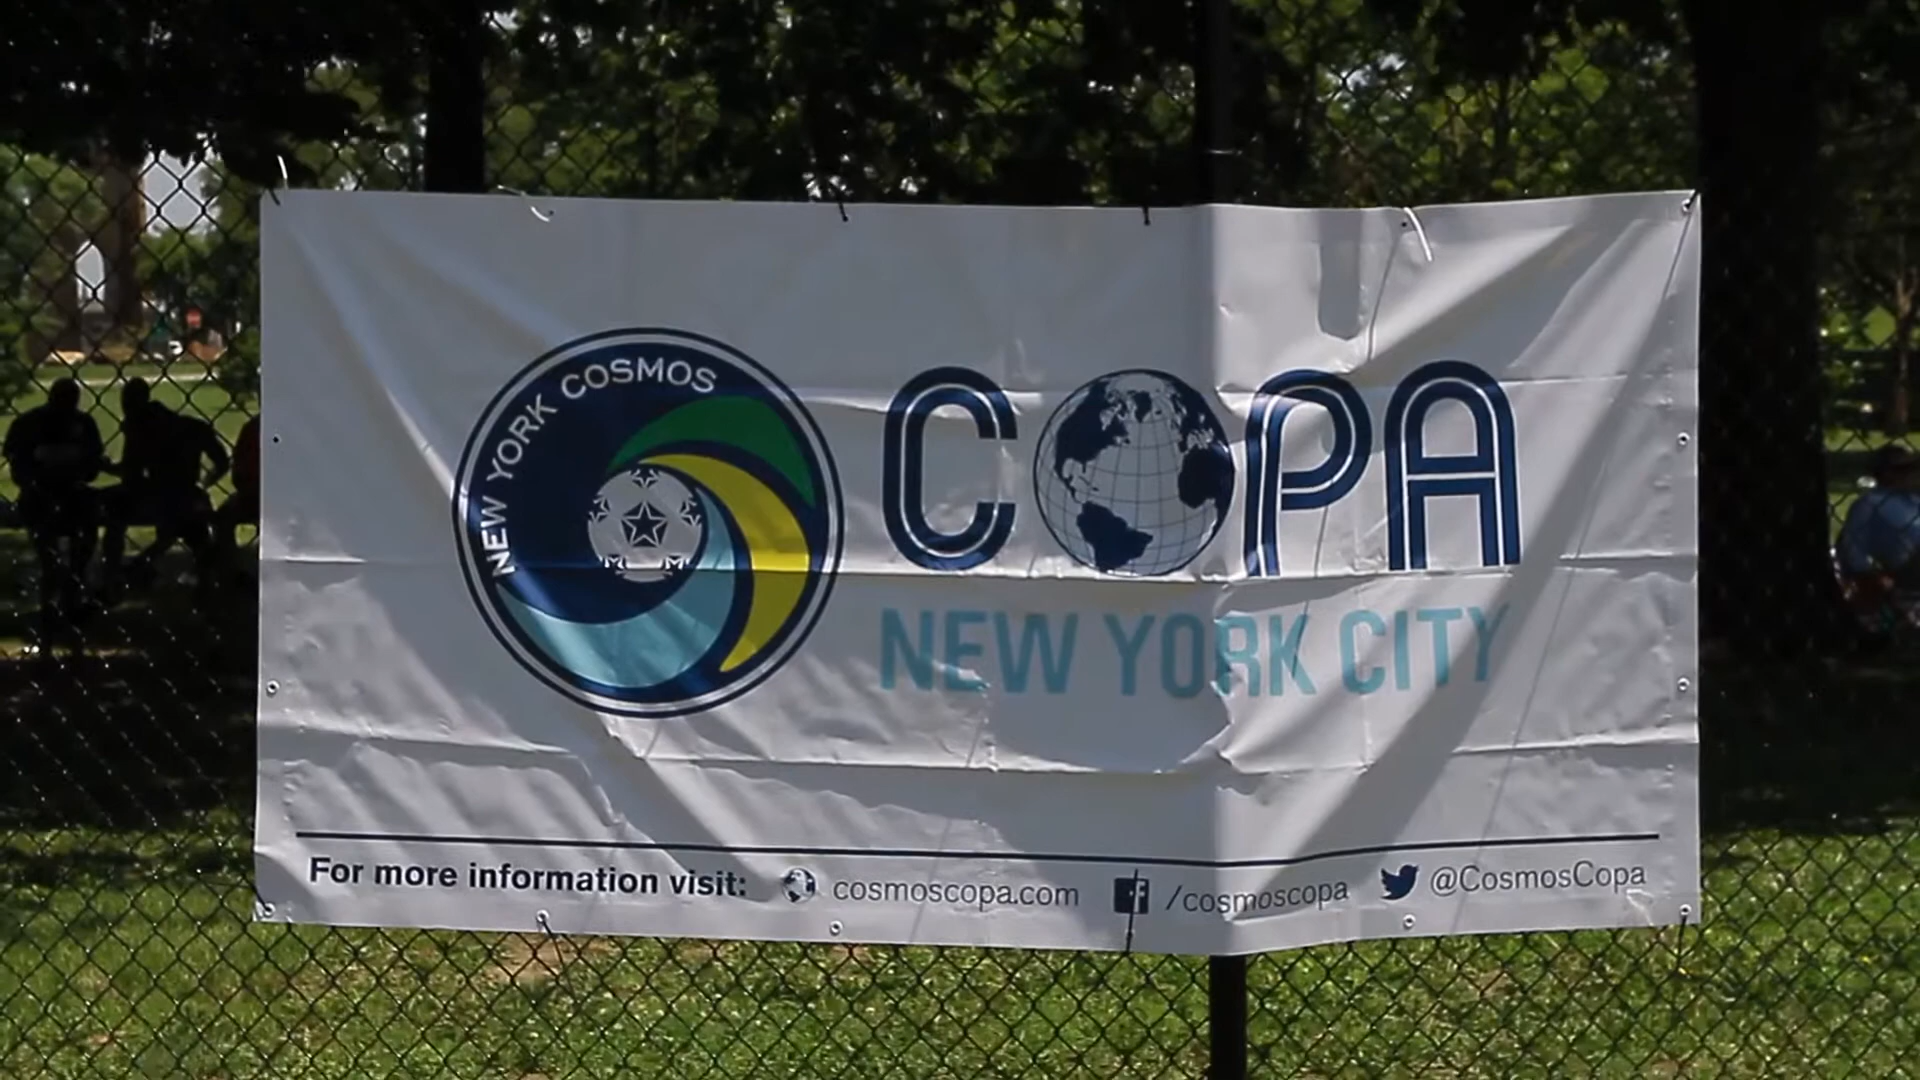 NEW YORK COSMOS
COPA
NEW YORK CITY
For more information visit: cosmoscopa.com /cosmoscopa @CosmosCopa